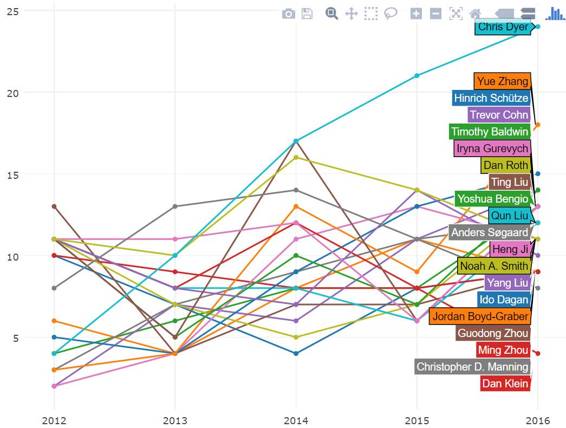 25
20
15
10
5
2012
2013
2014
2015
2016
Chris Dyer
Yue Zhang
Hinrich Schütze
Trevor Cohn
Timothy Baldwin
Iryna Gurevych
Dan Roth
Ting Liu
Yoshua Bengio
Qun Liu
Anders Søgaard
Heng Ji
Noah A. Smith
Yang Liu
Ido Dagan
Jordan Boyd-Graber
Guodong Zhou
Ming Zhou
Christopher D. Manning
Dan Klein